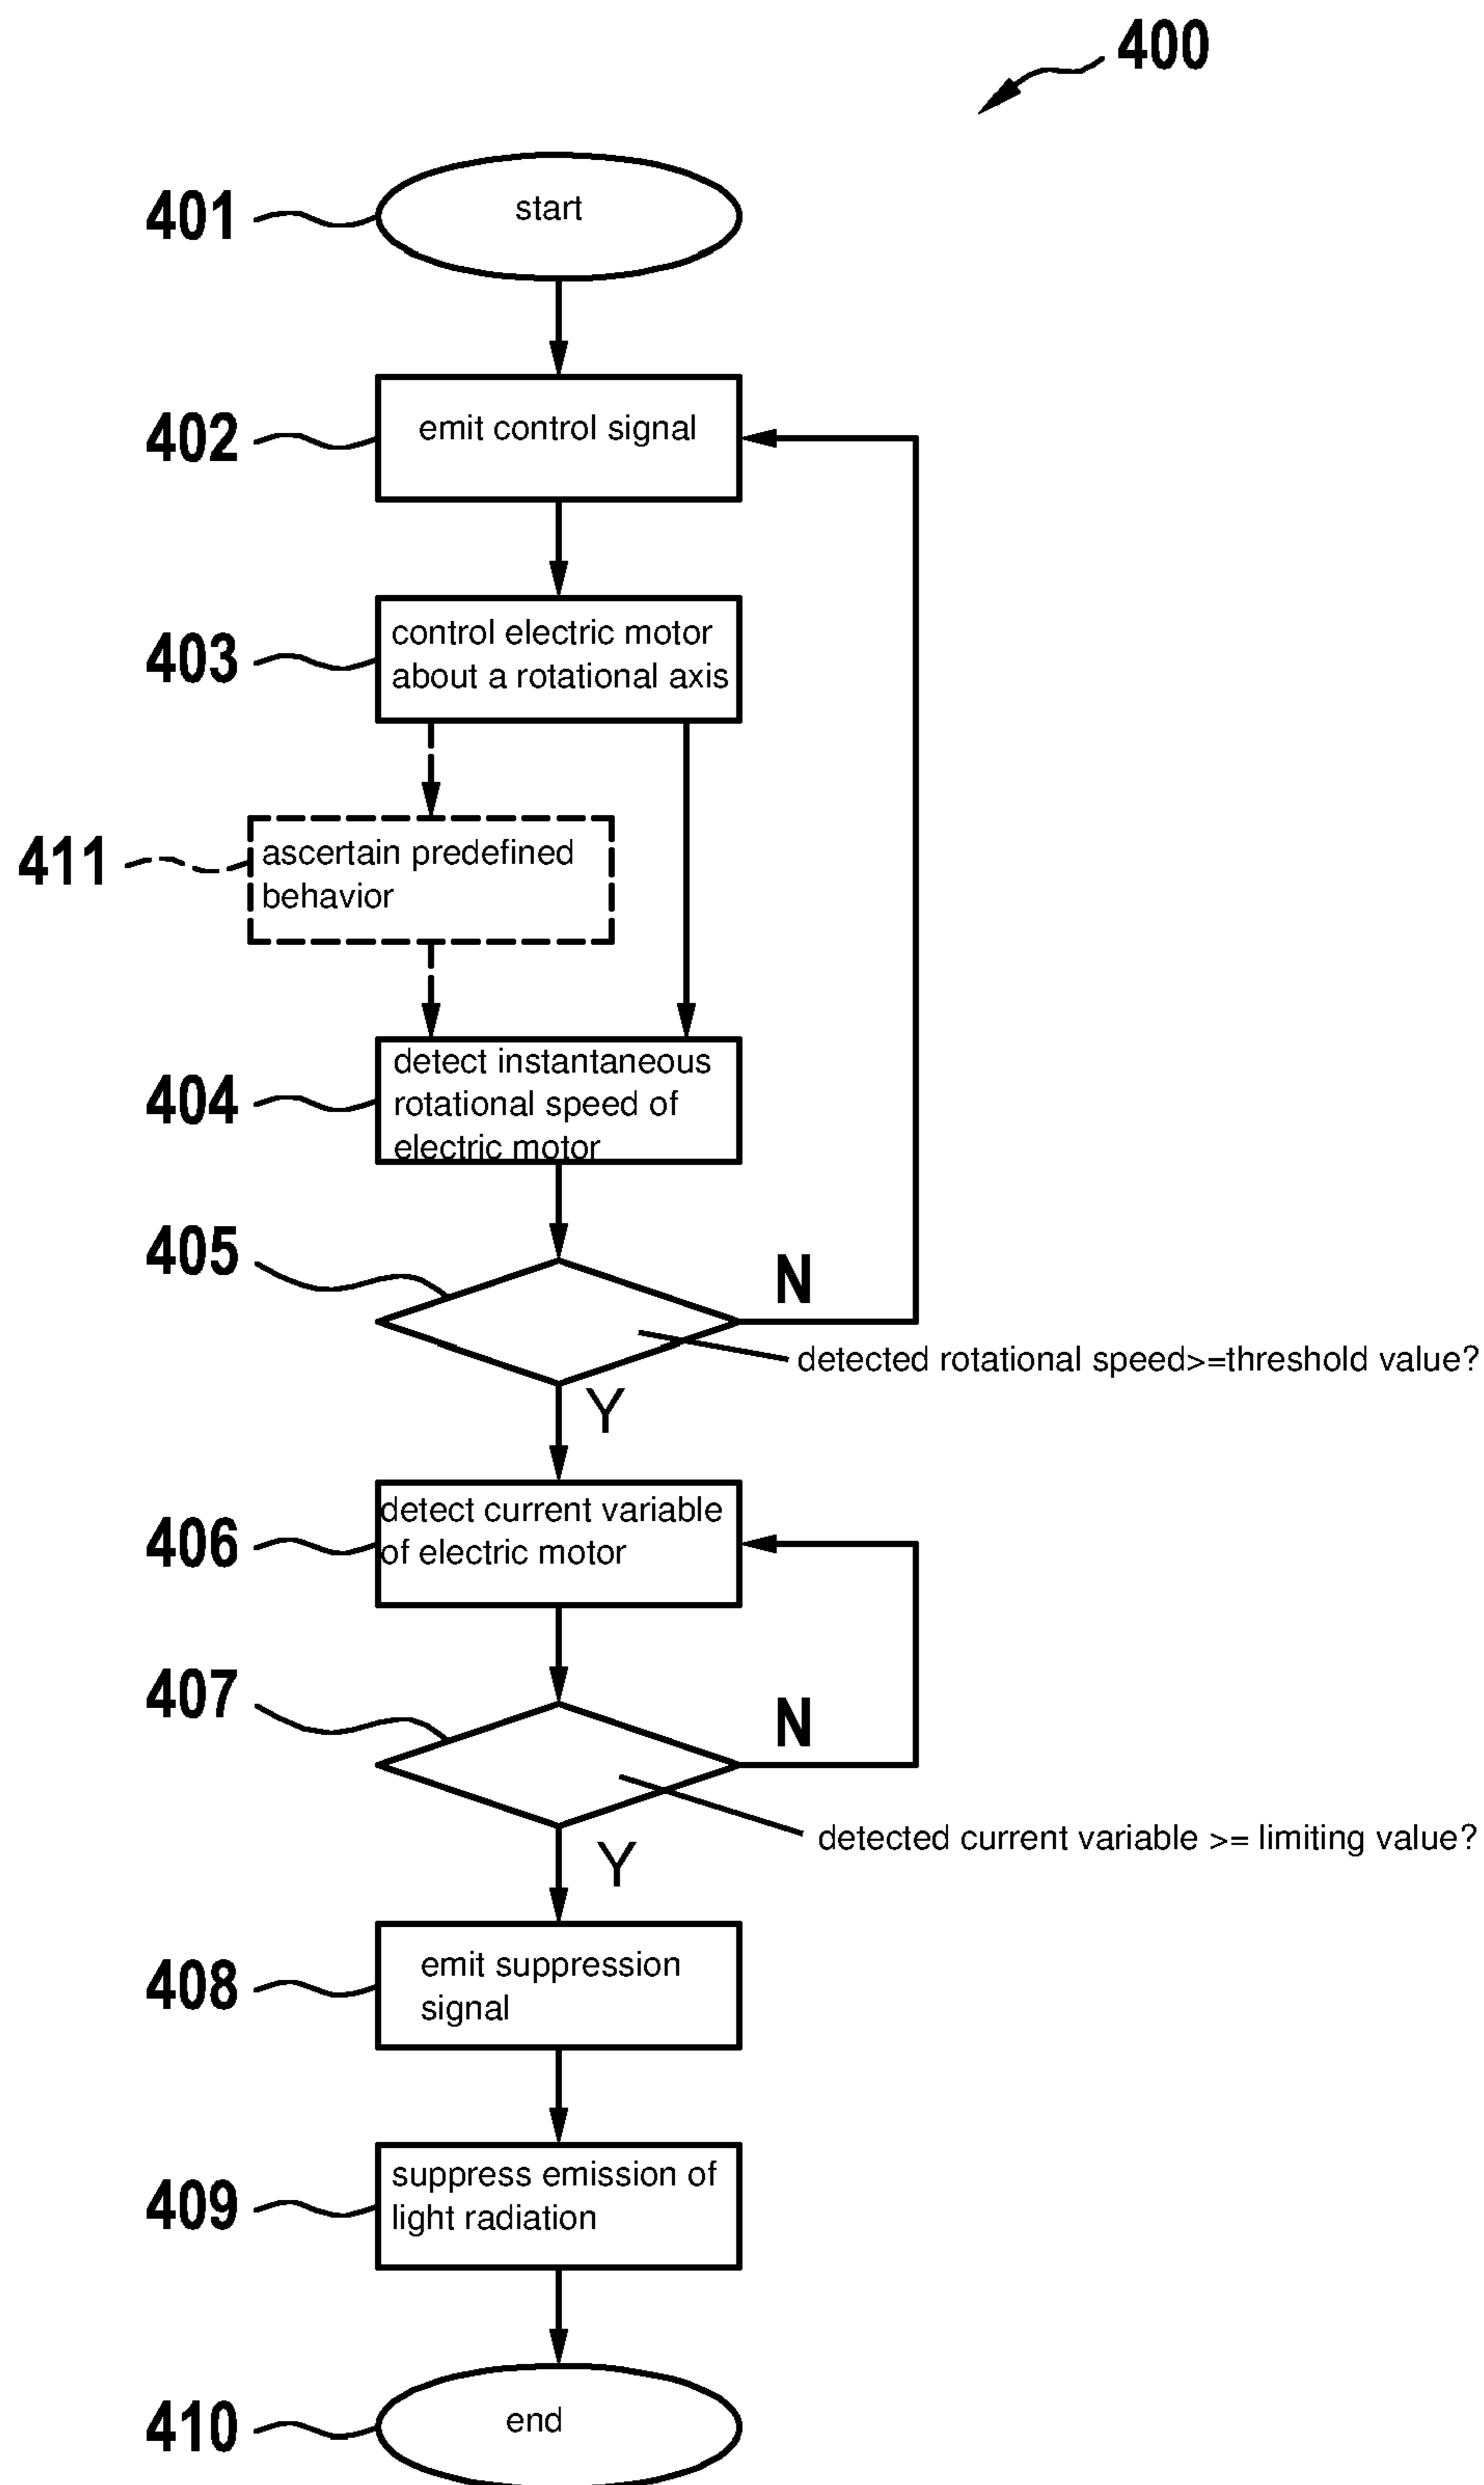 400
401
start
402
emit control signal
403
control electric motor
about a rotational axis
411
ascertain predefined
behavior
404
detect instantaneous
rotational speed of
electric motor
405
N
detected rotational speed>=threshold value?
Y
406
detect current variable
of electric motor
407
N
detected current variable >= limiting value?
Y
408
emit suppression
signal
409
suppress emission of
light radiation
410
end